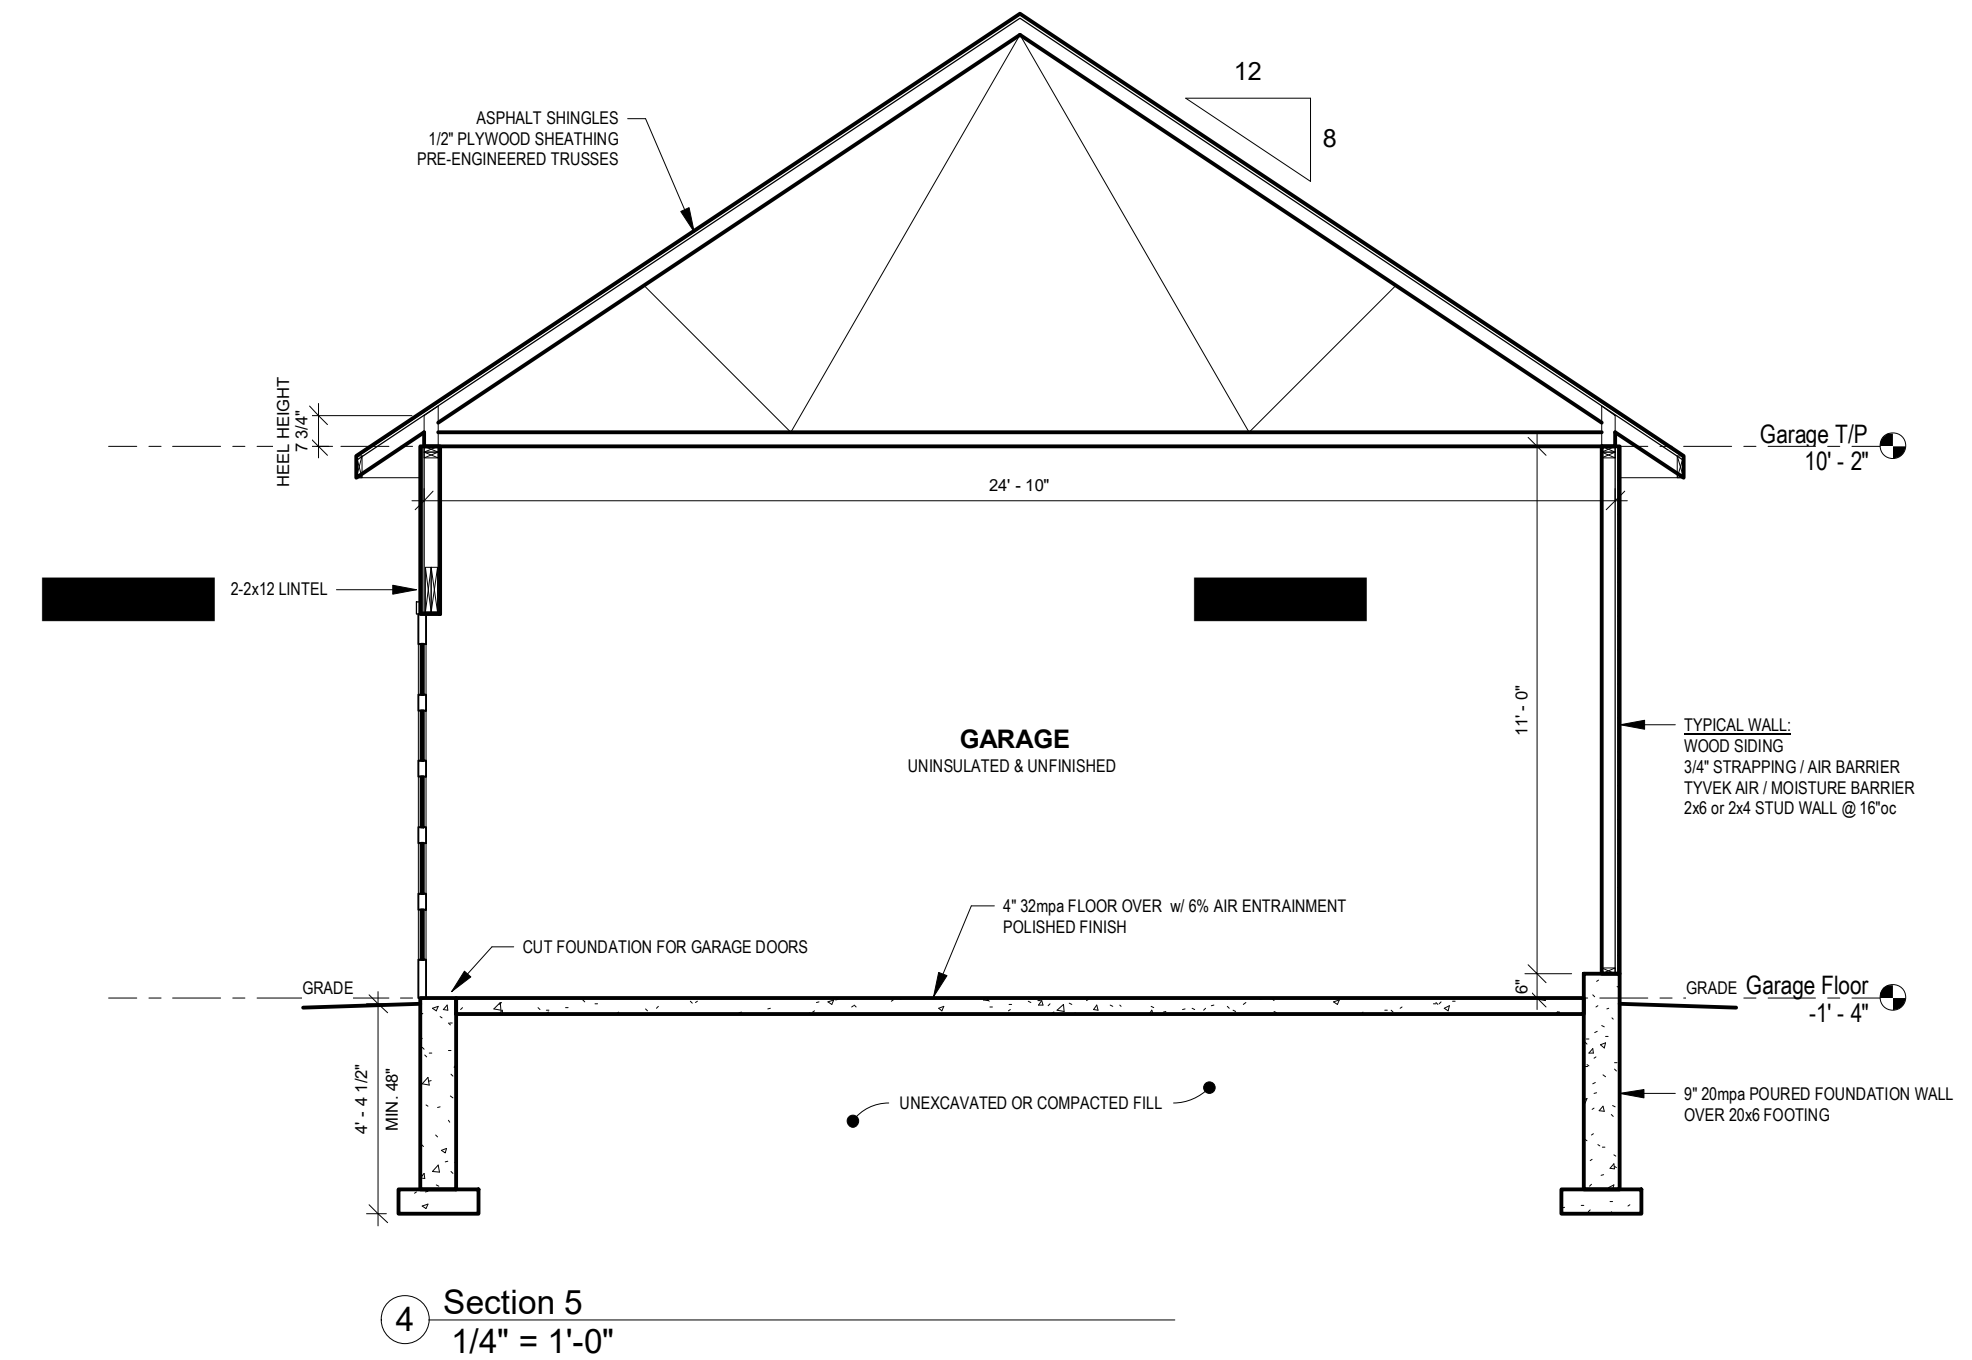 12
8
ASPHALT SHINGLES
1/2" PLYWOOD SHEATHING
PRE-ENGINEERED TRUSSES
HEEL HEIGHT
7 3/4"
Garage T/P
10' - 2"
24' - 10"
2-2x12 LINTEL
11' - 0"
GARAGE
UNINSULATED & UNFINISHED
TYPICAL WALL:
WOOD SIDING
3/4" STRAPPING / AIR BARRIER
TYVEK AIR / MOISTURE BARRIER
2x6 or 2x4 STUD WALL @ 16"oc
4" 32mpa FLOOR OVER w/ 6% AIR ENTRAINMENT
POLISHED FINISH
CUT FOUNDATION FOR GARAGE DOORS
GRADE
6"
GRADE
Garage Floor
-1' - 4"
4' - 4 1/2"
MIN. 48"
UNEXCAVATED OR COMPACTED FILL
9" 20mpa POURED FOUNDATION WALL
OVER 20x6 FOOTING
4
Section 5
1/4" = 1'-0"